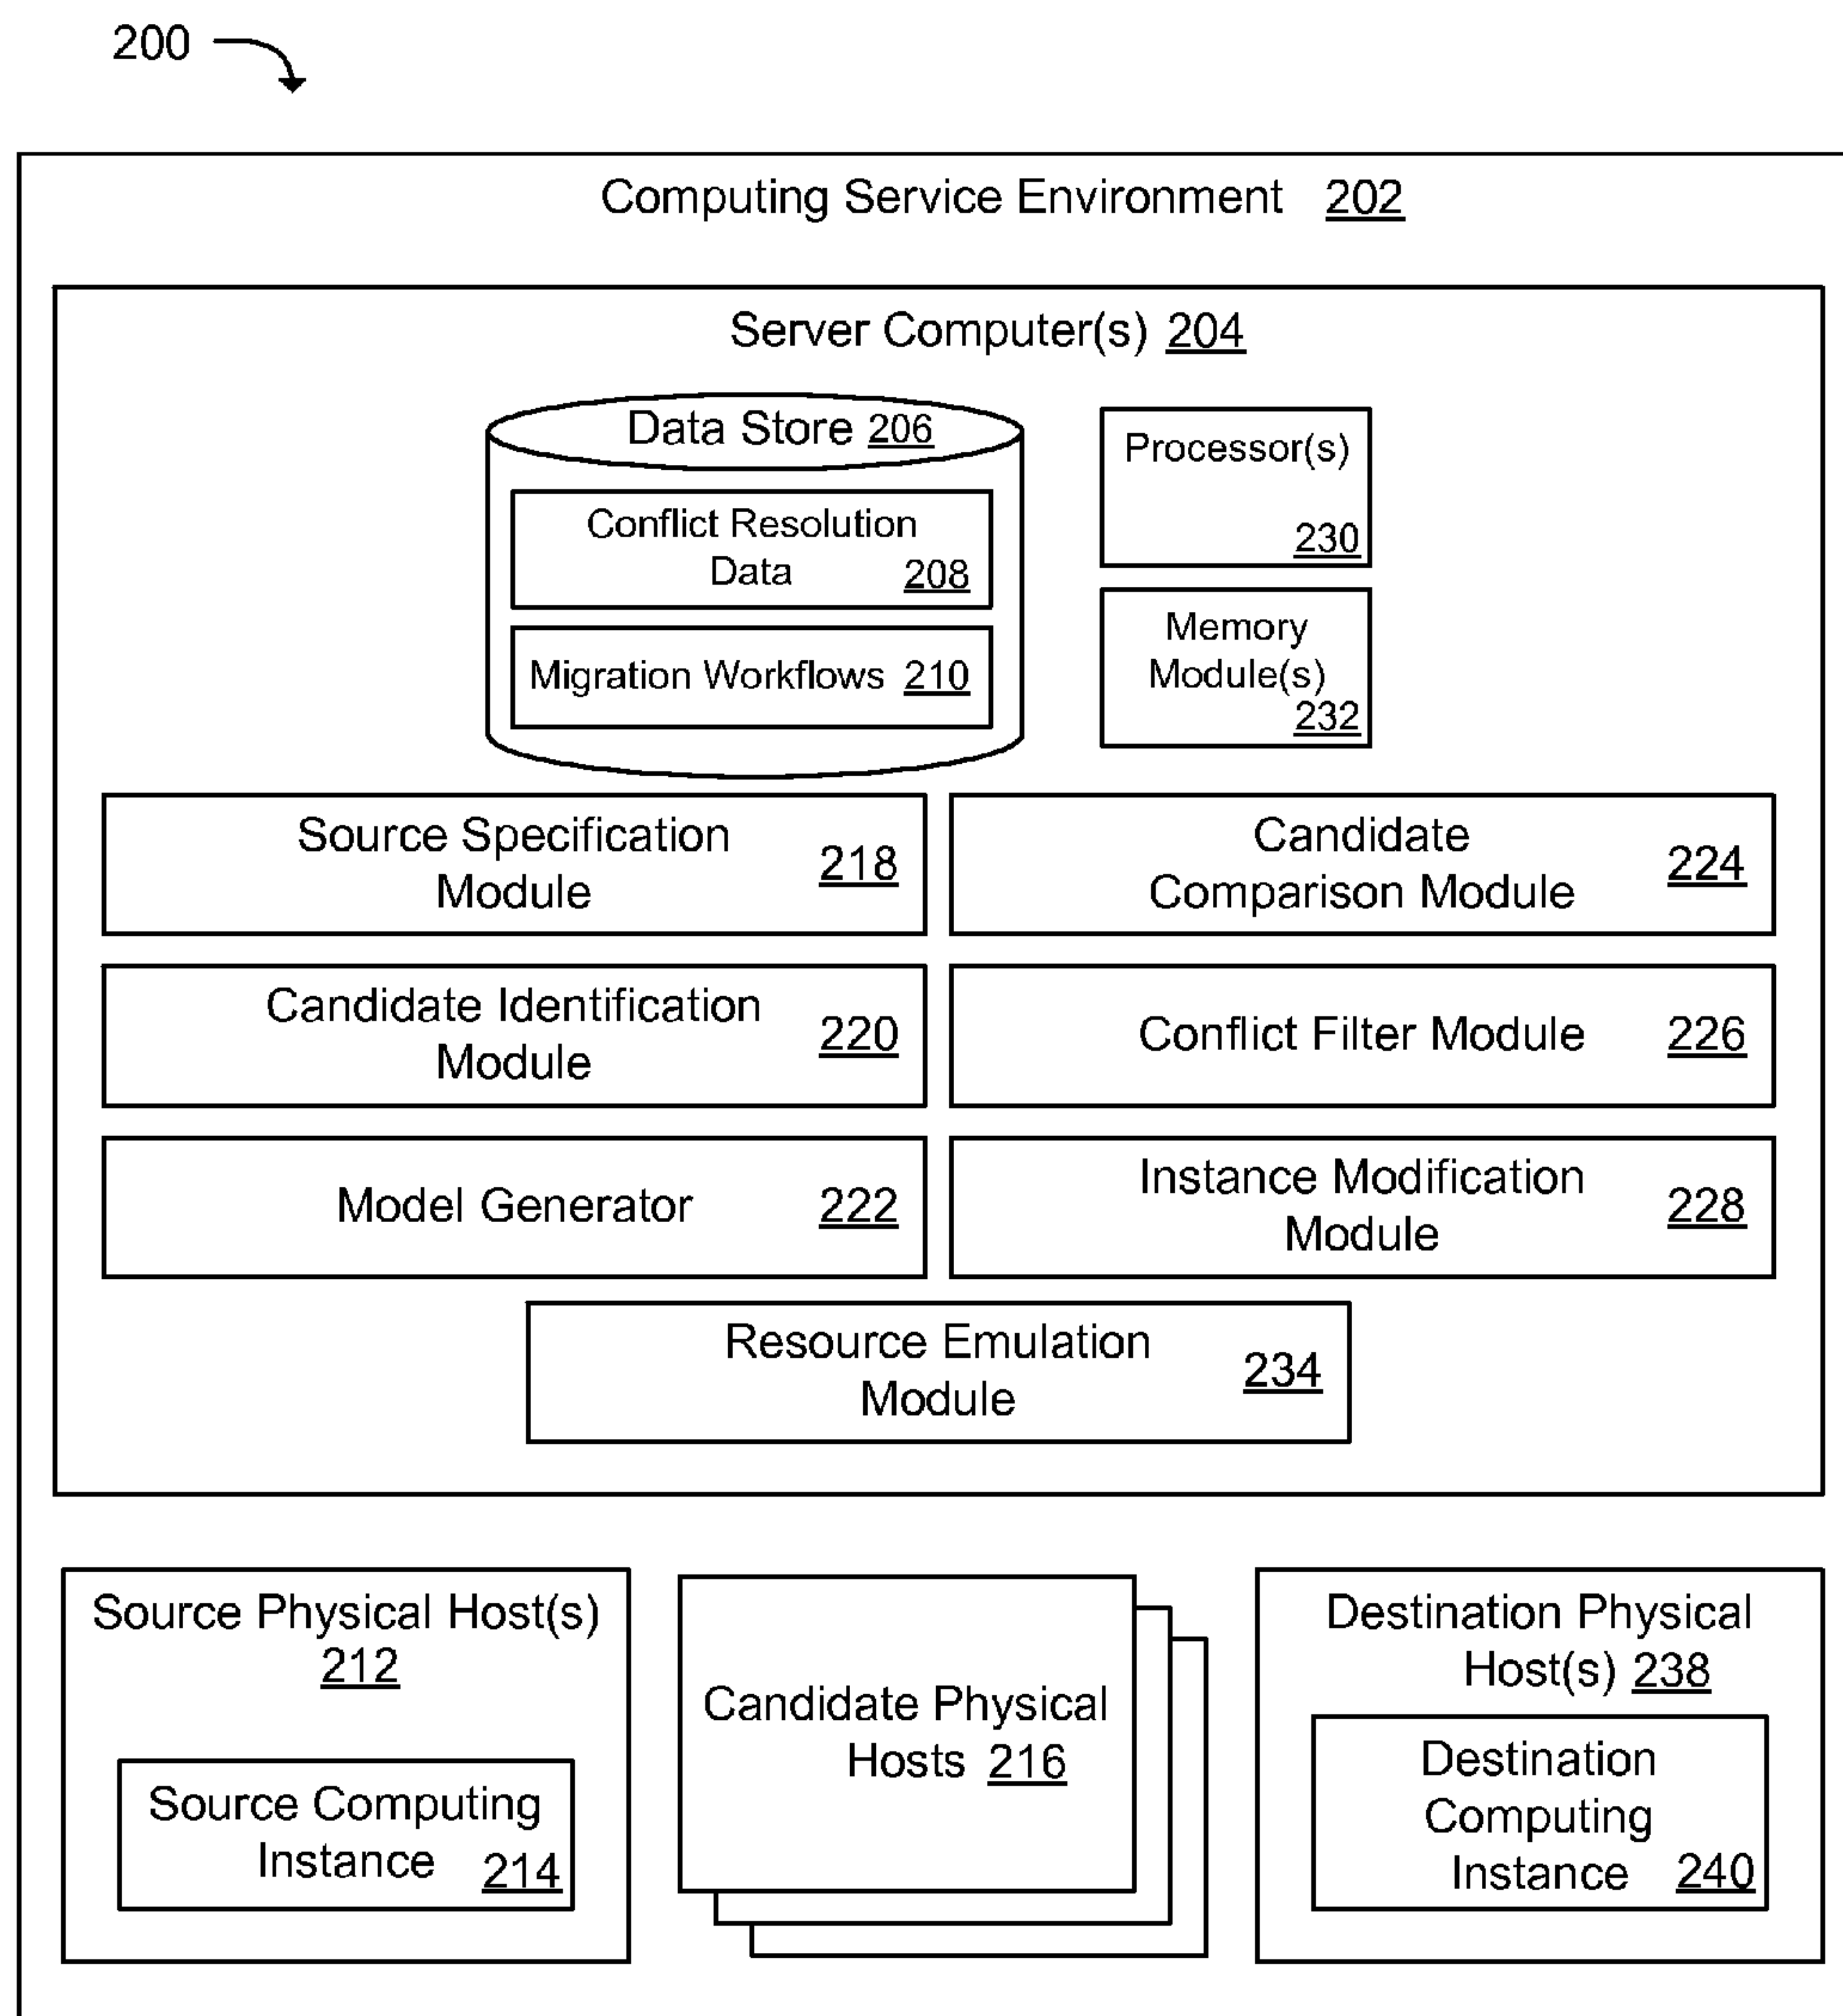 200
Computing Service Environment 202
Server Computer(s) 204
Data Store 206
Conflict Resolution
Data 208
Migration Workflows 210
Processor(s)
230
Memory
Module(s)
232
Source Specification
Module 218
Candidate
Comparison Module 224
Candidate Identification
Module 220
Conflict Filter Module 226
Model Generator 222
Instance Modification
Module 228
Resource Emulation
Module 234
Source Physical Host(s)
212
Source Computing
Instance 214
Candidate Physical
Hosts 216
Destination Physical
Host(s) 238
Destination
Computing
Instance 240